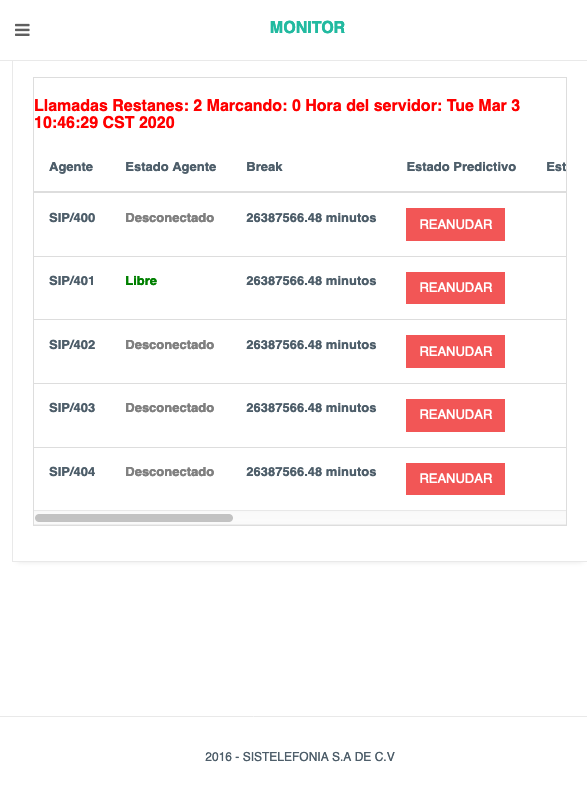 MONITOR
Llamadas Restanes: 2 Marcando: 0 Hora del servidor: Tue Mar 3
10:46:29 CST 2020
Agente Estado Agente Break Estado Predictivo Est
SIP/400 Desconectado 26387566.48 minutos REANUDAR
SIP/401 Libre 26387566.48 minutos REANUDAR
SIP/402 Desconectado 26387566.48 minutos REANUDAR
SIP/403 Desconectado 26387566.48 minutos REANUDAR
SIP/404 Desconectado 26387566.48 minutos REANUDAR
2016 - SISTELEFONIA S.A DE C.V